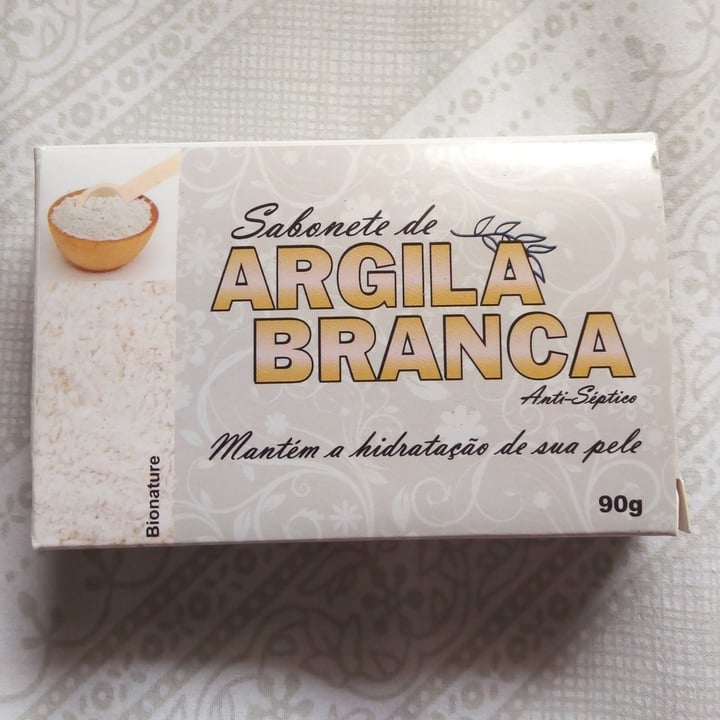 Sabonete de
ARGILA
BRANCA
Anti-Séptico
Mantém a hidratação de sua pele
90g
Bionature